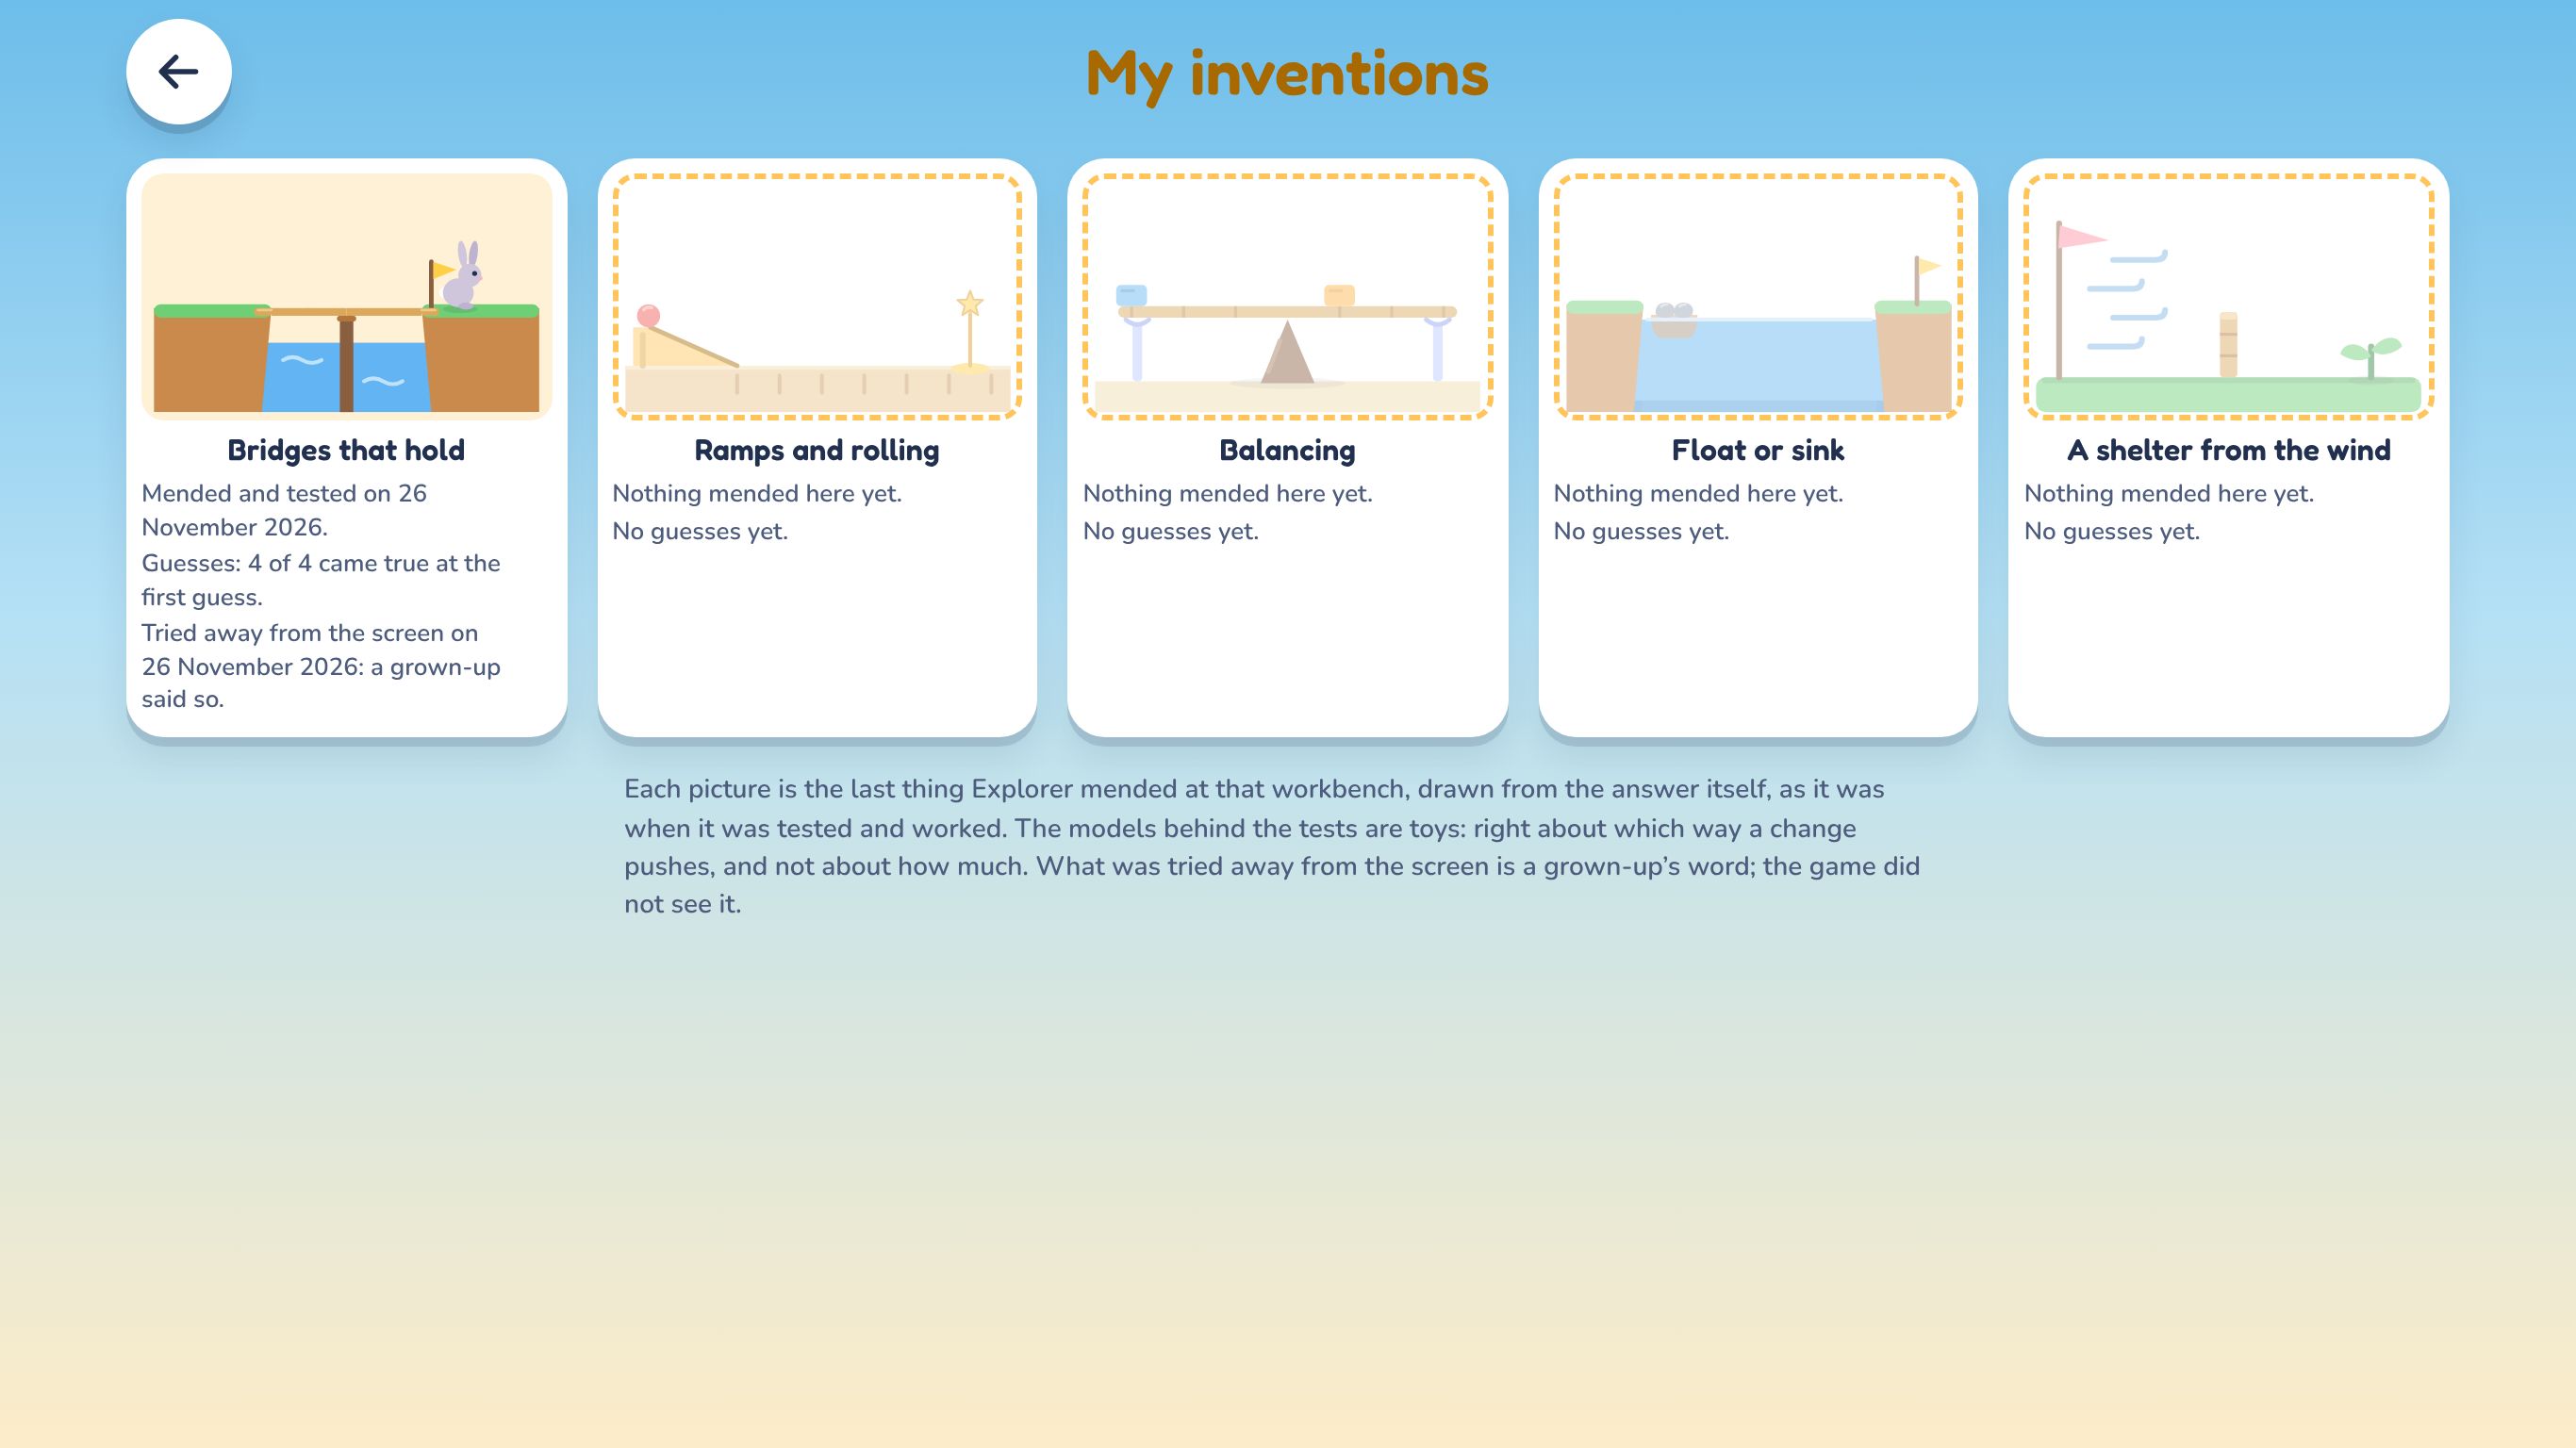 My inventions
Bridges that hold
Mended and tested on 26
November 2026.
Guesses: 4 of 4 came true at the
first guess.
Tried away from the screen on
26 November 2026: a grown-up
said so.
Ramps and rolling
Nothing mended here yet.
No guesses yet.
Balancing
Nothing mended here yet.
No guesses yet.
Float or sink
Nothing mended here yet.
No guesses yet.
A shelter from the wind
Nothing mended here yet.
No guesses yet.
Each picture is the last thing Explorer mended at that workbench, drawn from the answer itself, as it was
when it was tested and worked. The models behind the tests are toys: right about which way a change
pushes, and not about how much. What was tried away from the screen is a grown-up’s word; the game did
not see it.